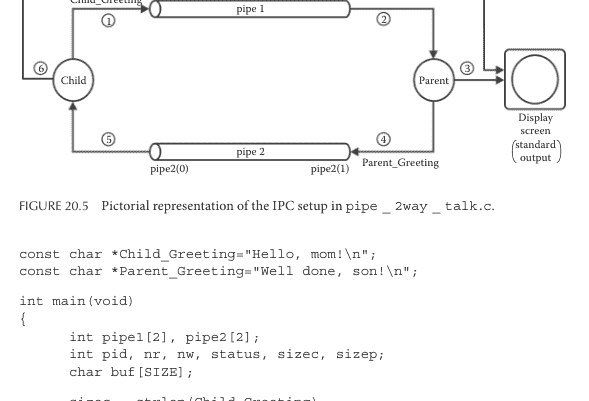 Child_Greeting
pipe 1
1
2
6
Child
Parent
3
Display
screen
(standard
output)
5
4
pipe 2
pipe2(0)
pipe2(1)
Parent_Greeting
FIGURE 20.5 Pictorial representation of the IPC setup in pipe _ 2way _ talk.c.
const char *Child_Greeting="Hello, mom!\n";
const char *Parent_Greeting="Well done, son!\n";
int main(void)
{
int pipe1[2], pipe2[2];
int pid, nr, nw, status, sizec, sizep;
char buf[SIZE];
sizec = strlen(Child_Greeting)